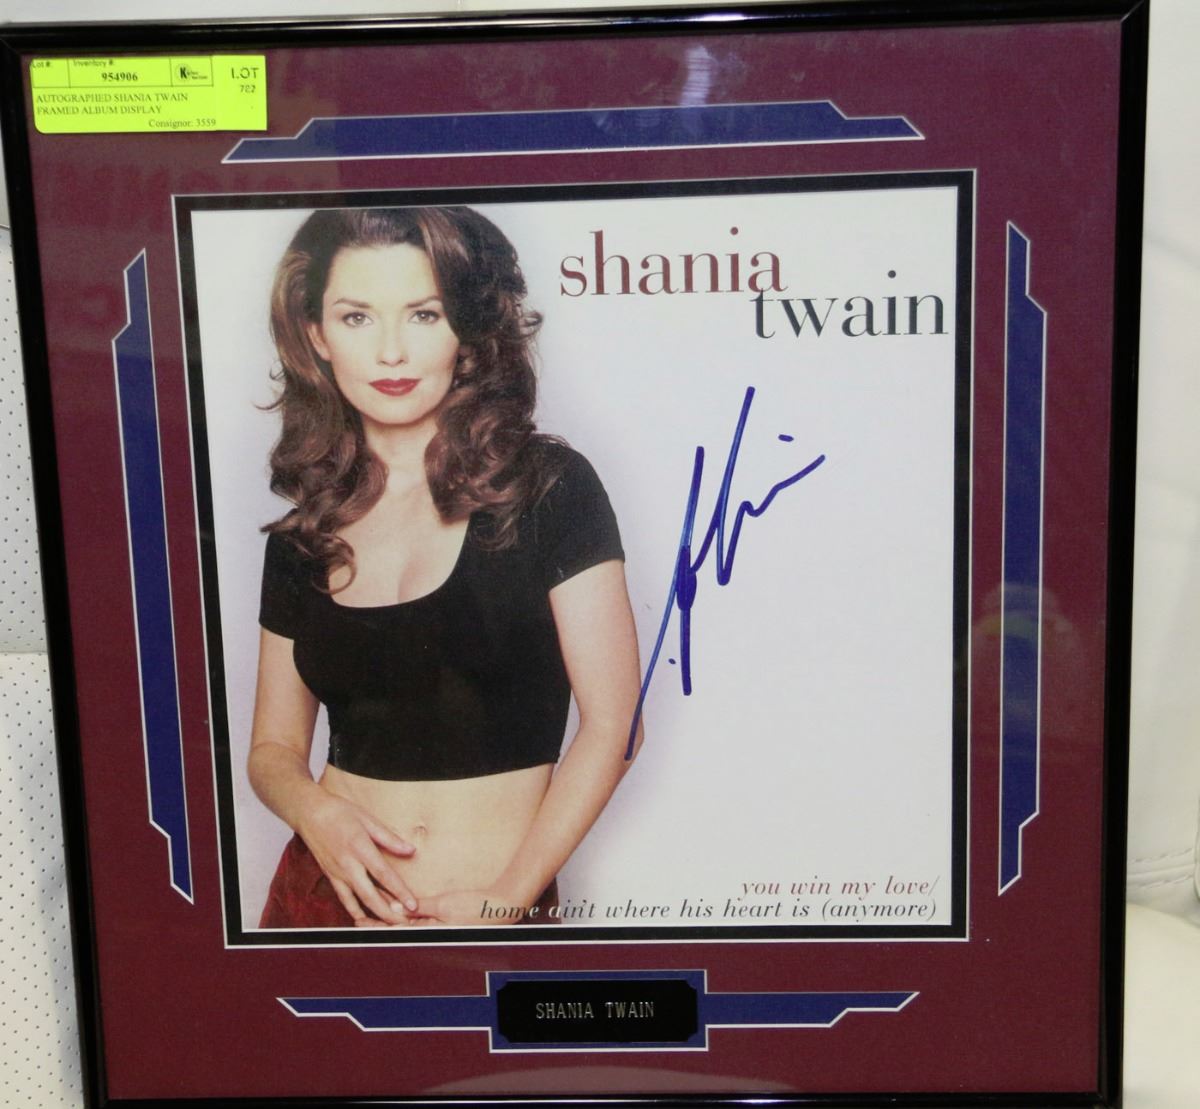 Lot #:
Inventory #:
954906
LOT
782
AUTOGRAPHED SHANIA TWAIN
FRAMED ALBUM DISPLAY
Consignor: 3559
shania
twain
you win my love/
home ain't where his heart is (anymore)
SHANIA TWAIN